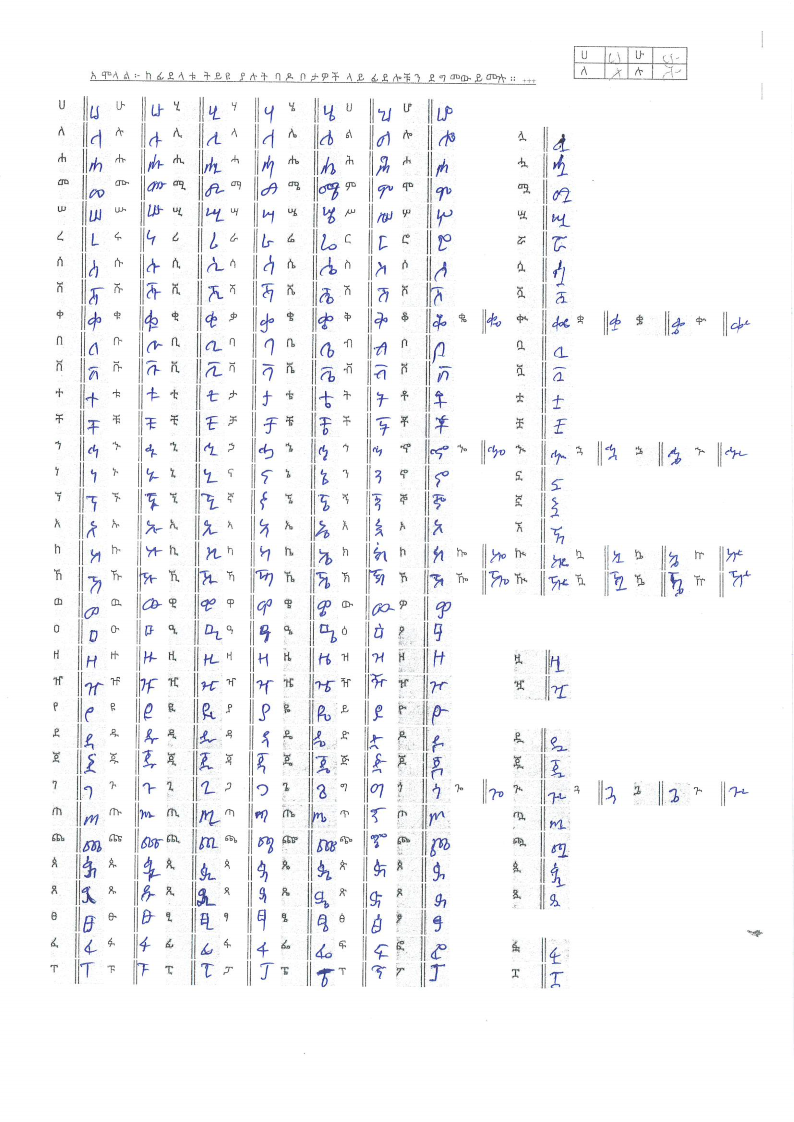 ሀ ሀ ሁ ሁ
ለ ለ ሉ ሉ
አሞላል ፦ ከፊደላቱ ትይዩ ያሉት ባዶ ቦታዎች ላይ ፊደሎቹን ደግመው ይሙሉ ። ...
ሀ ሀ ሁ ሁ ሂ ሂ ሃ ሃ ሄ ሄ ህ ህ ሆ ሆ
ለ ለ ሉ ሉ ሊ ሊ ላ ላ ሌ ሌ ል ል ሎ ሎ ሏ ሏ
ሐ ሐ ሑ ሑ ሒ ሒ ሓ ሓ ሔ ሔ ሕ ሕ ሖ ሖ ሗ ሗ
መ መ ሙ ሙ ሚ ሚ ማ ማ ሜ ሜ ም ም ሞ ሞ ሟ ሟ
ሠ ሠ ሡ ሡ ሢ ሢ ሣ ሣ ሤ ሤ ሥ ሥ ሦ ሦ ሧ ሧ
ረ ረ ሩ ሩ ሪ ሪ ራ ራ ሬ ሬ ር ር ሮ ሮ ሯ ሯ
ሰ ሰ ሱ ሱ ሲ ሲ ሳ ሳ ሴ ሴ ስ ስ ሶ ሶ ሷ ሷ
ሸ ሸ ሹ ሹ ሺ ሺ ሻ ሻ ሼ ሼ ሽ ሽ ሾ ሾ ሿ ሿ
ቀ ቀ ቁ ቁ ቂ ቂ ቃ ቃ ቄ ቄ ቅ ቅ ቆ ቆ ቈ ቈ ቊ ቊ ቋ ቋ ቌ ቌ ቍ ቍ
በ በ ቡ ቡ ቢ ቢ ባ ባ ቤ ቤ ብ ብ ቦ ቦ ቧ ቧ
ቨ ቨ ቩ ቩ ቪ ቪ ቫ ቫ ቬ ቬ ቭ ቭ ቮ ቮ ቯ ቯ
ተ ተ ቱ ቱ ቲ ቲ ታ ታ ቴ ቴ ት ት ቶ ቶ ቷ ቷ
ቸ ቸ ቹ ቹ ቺ ቺ ቻ ቻ ቼ ቼ ች ች ቾ ቾ ቿ ቿ
ኀ ኀ ኁ ኁ ኂ ኂ ኃ ኃ ኄ ኄ ኅ ኅ ኆ ኆ ኈ ኈ ኊ ኊ ኋ ኋ ኌ ኌ ኍ ኍ
ነ ነ ኑ ኑ ኒ ኒ ና ና ኔ ኔ ን ን ኖ ኖ ኗ ኗ
ኘ ኘ ኙ ኙ ኚ ኚ ኛ ኛ ኜ ኜ ኝ ኝ ኞ ኞ ኟ ኟ
አ አ ኡ ኡ ኢ ኢ ኣ ኣ ኤ ኤ እ እ ኦ ኦ ኧ ኧ
ከ ከ ኩ ኩ ኪ ኪ ካ ካ ኬ ኬ ክ ክ ኮ ኮ ኰ ኰ ኲ ኲ ኳ ኳ ኴ ኴ ኵ ኵ
ኸ ኸ ኹ ኹ ኺ ኺ ኻ ኻ ኼ ኼ ኽ ኽ ኾ ኾ ዀ ዀ ዂ ዂ ዃ ዃ ዄ ዄ ዅ ዅ
ወ ወ ዉ ዉ ዊ ዊ ዋ ዋ ዌ ዌ ው ው ዎ ዎ
ዐ ዐ ዑ ዑ ዒ ዒ ዓ ዓ ዔ ዔ ዕ ዕ ዖ ዖ
ዘ ዘ ዙ ዙ ዚ ዚ ዛ ዛ ዜ ዜ ዝ ዝ ዞ ዞ ዟ ዟ
ዠ ዠ ዡ ዡ ዢ ዢ ዣ ዣ ዤ ዤ ዥ ዥ ዦ ዦ ዧ ዧ
የ የ ዩ ዩ ዪ ዪ ያ ያ ዬ ዬ ይ ይ ዮ ዮ
ደ ደ ዱ ዱ ዲ ዲ ዳ ዳ ዴ ዴ ድ ድ ዶ ዶ ዷ ዷ
ጀ ጀ ጁ ጁ ጂ ጂ ጃ ጃ ጄ ጄ ጅ ጅ ጆ ጆ ጇ ጇ
ገ ገ ጉ ጉ ጊ ጊ ጋ ጋ ጌ ጌ ግ ግ ጎ ጎ ጐ ጐ ጒ ጒ ጓ ጓ ጔ ጔ ጕ ጕ
ጠ ጠ ጡ ጡ ጢ ጢ ጣ ጣ ጤ ጤ ጥ ጥ ጦ ጦ ጧ ጧ
ጨ ጨ ጩ ጩ ጪ ጪ ጫ ጫ ጬ ጬ ጭ ጭ ጮ ጮ ጯ ጯ
ጰ ጰ ጱ ጱ ጲ ጲ ጳ ጳ ጴ ጴ ጵ ጵ ጶ ጶ ጷ ጷ
ጸ ጸ ጹ ጹ ጺ ጺ ጻ ጻ ጼ ጼ ጽ ጽ ጾ ጾ ጿ ጿ
ፀ ፀ ፁ ፁ ፂ ፂ ፃ ፃ ፄ ፄ ፅ ፅ ፆ ፆ
ፈ ፈ ፉ ፉ ፊ ፊ ፋ ፋ ፌ ፌ ፍ ፍ ፎ ፎ ፏ ፏ
ፐ ፐ ፑ ፑ ፒ ፒ ፓ ፓ ፔ ፔ ፕ ፕ ፖ ፖ ፗ ፗ